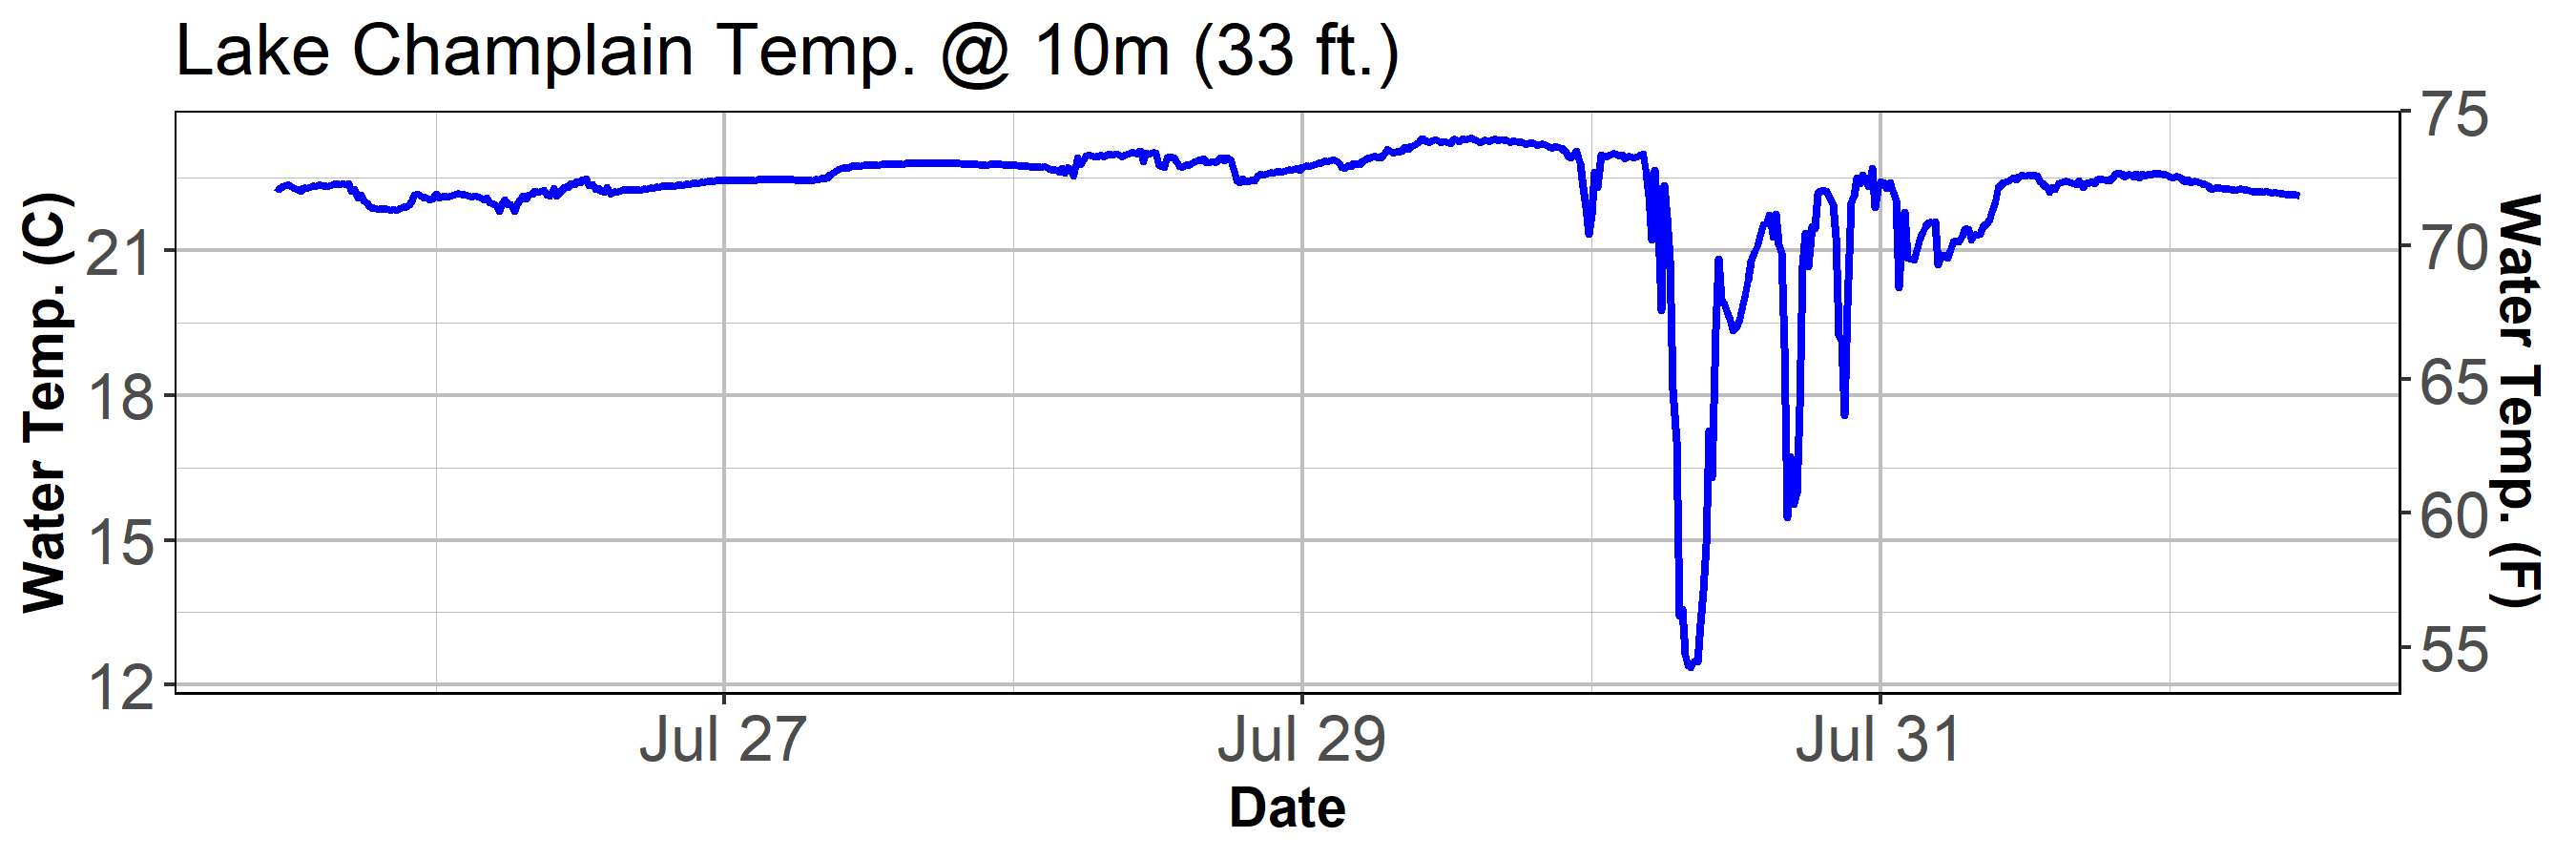 Lake Champlain Temp. @ 10m (33 ft.)
Water Temp. (C)
21
18
15
12
75
70
65
60
55
Water Temp. (F)
Jul 27
Jul 29
Jul 31
Date